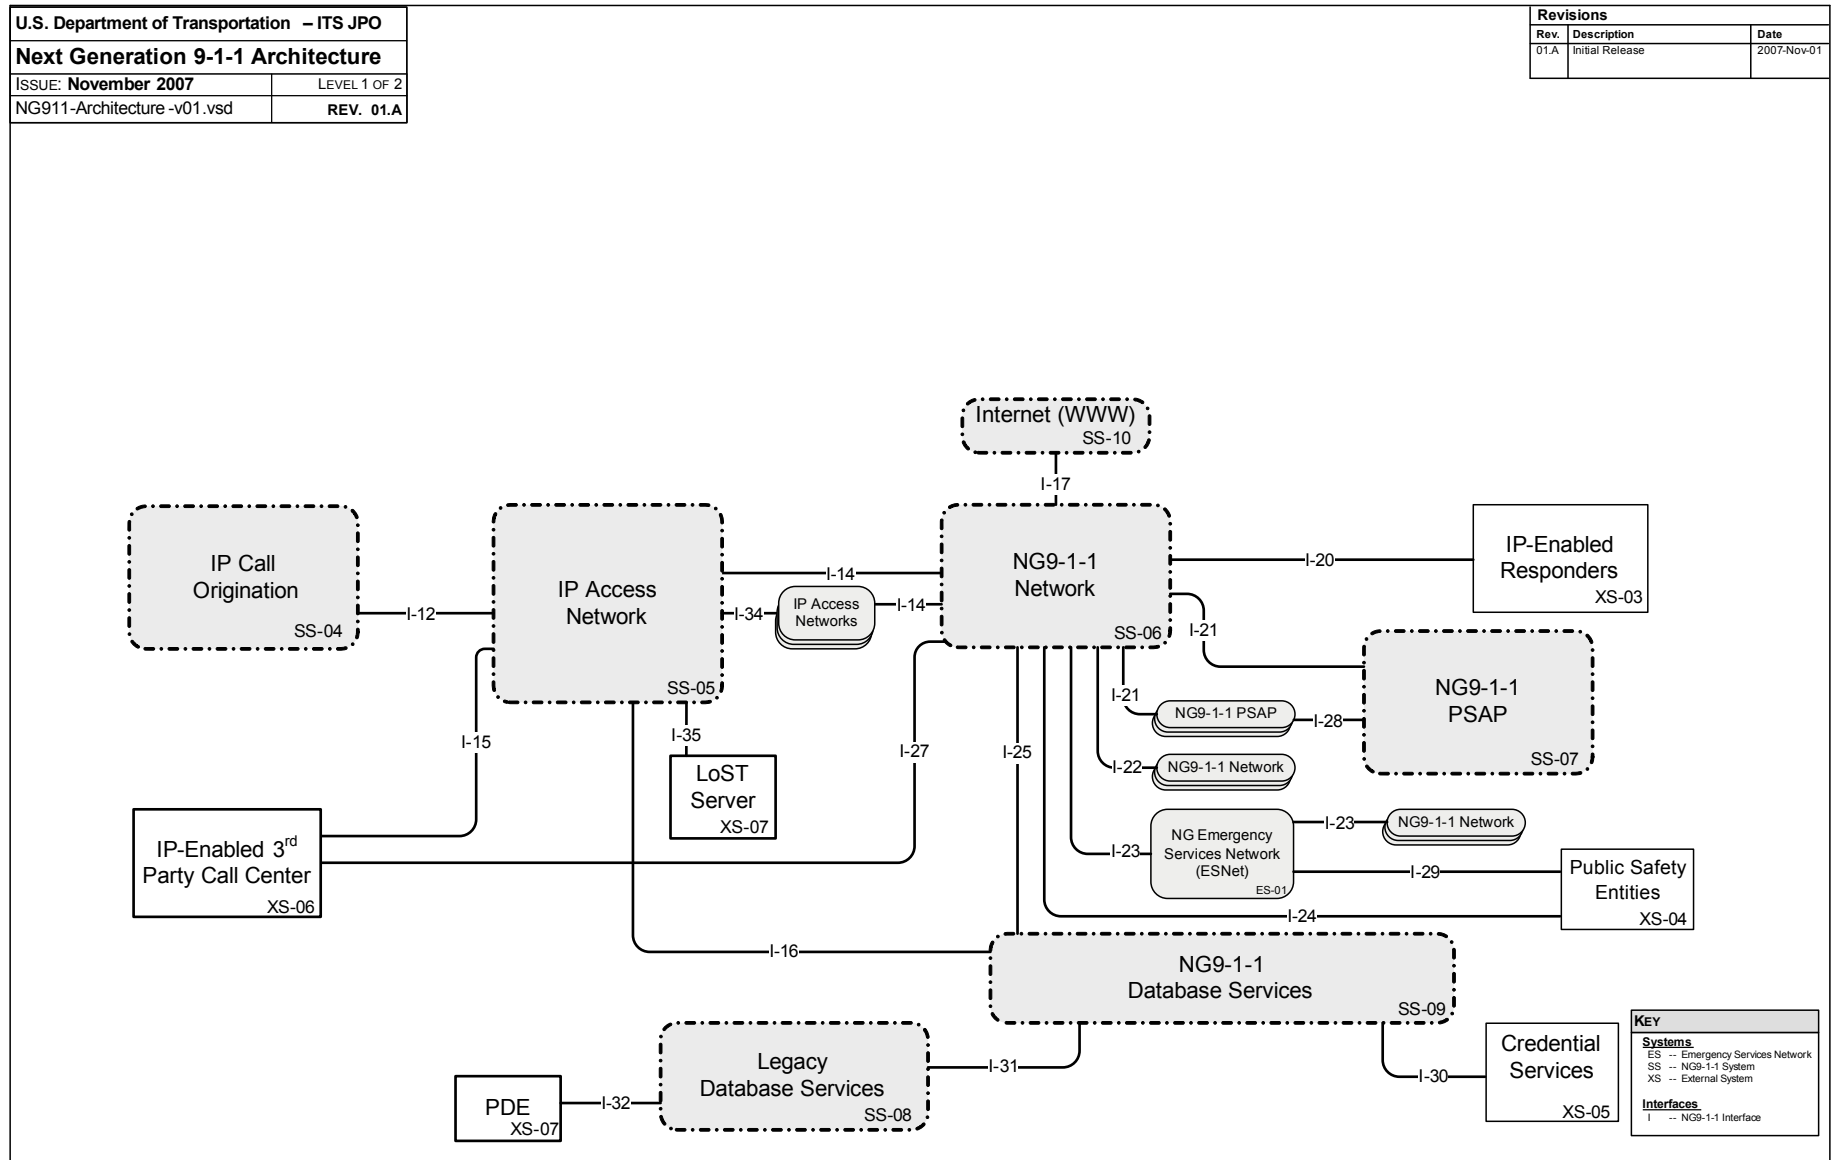 U.S. Department of Transportation – ITS JPO
Next Generation 9-1-1 Architecture
ISSUE: November 2007 LEVEL 1 OF 2
NG911-Architecture -v01.vsd REV. 01.A
Revisions
Rev. Description Date
01.A Initial Release 2007-Nov-01
Internet (WWW)
SS-10
I-17
IP Call
Origination
SS-04
I-12
IP Access
Network
SS-05
I-14
I-34
IP Access
Networks
I-14
NG9-1-1
Network
SS-06
I-20
IP-Enabled
Responders
XS-03
I-21
NG9-1-1
PSAP
SS-07
I-21
NG9-1-1 PSAP
I-28
I-15
I-35
I-27
I-25
I-22
NG9-1-1 Network
LoST
Server
XS-07
IP-Enabled 3rd
Party Call Center
XS-06
I-23
NG Emergency
Services Network
(ESNet)
ES-01
I-23
NG9-1-1 Network
I-29
Public Safety
Entities
XS-04
I-24
I-16
NG9-1-1
Database Services
SS-09
Legacy
Database Services
SS-08
I-31
I-30
Credential
Services
XS-05
PDE
XS-07
I-32
KEY
Systems
ES -- Emergency Services Network
SS -- NG9-1-1 System
XS -- External System
Interfaces
I -- NG9-1-1 Interface